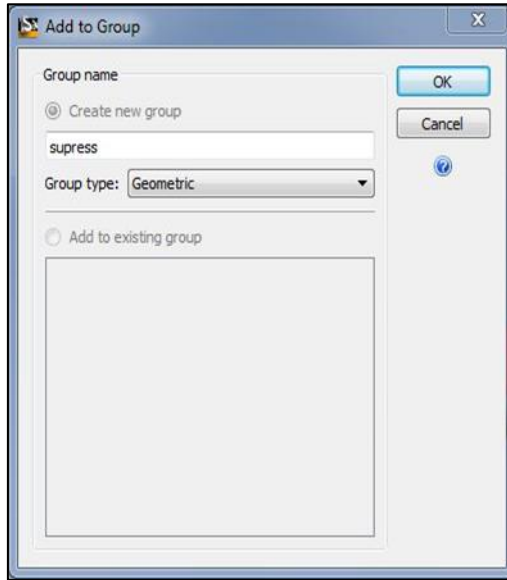 Add to Group
Group name
Create new group
supress
Group type: Geometric
Add to existing group
OK
Cancel